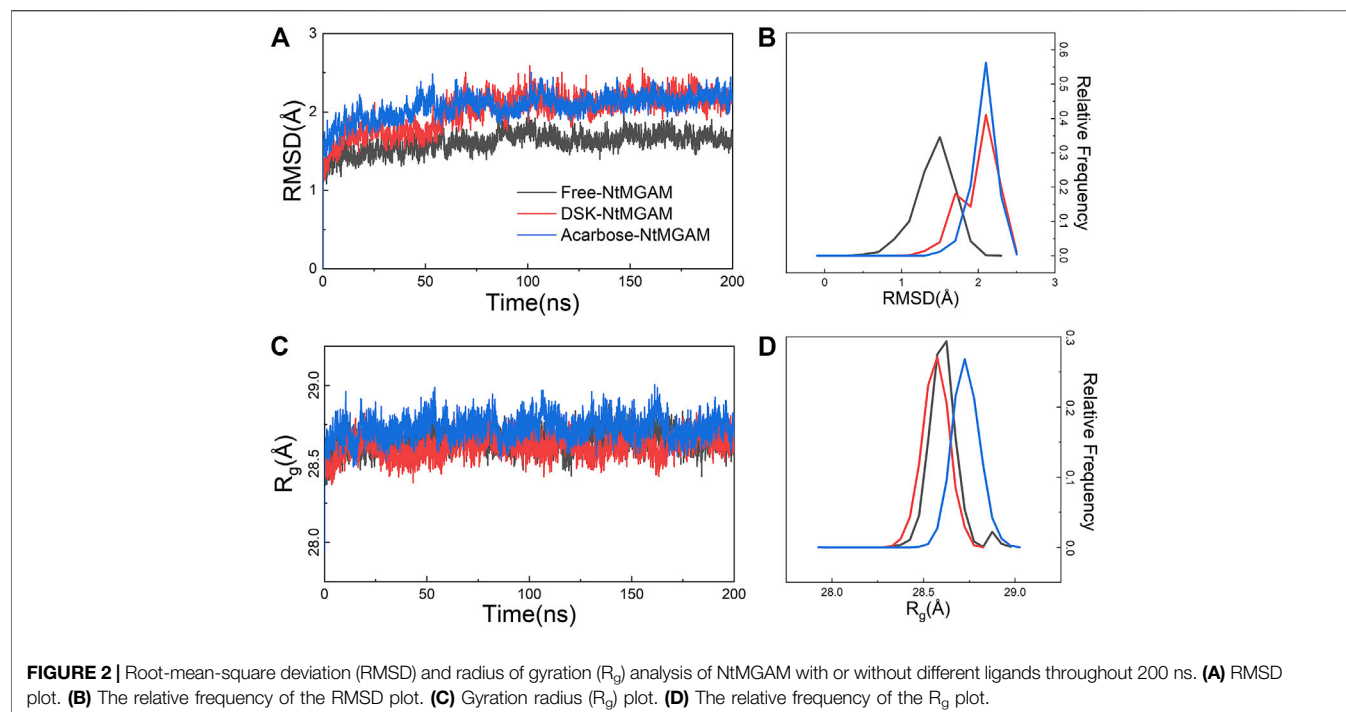 A
3
2
1
0
RMSD(Å)
0
50
100
150
200
Time(ns)
Free-NtMGAM
DSK-NtMGAM
Acarbose-NtMGAM
B
0.6
0.5
0.4
0.3
0.2
0.1
0.0
Relative Frequency
0
1
2
3
RMSD(Å)
C
29.0
28.5
28.0
Rg(Å)
0
50
100
150
200
Time(ns)
D
0.3
0.2
0.1
0.0
Relative Frequency
28.0
28.5
29.0
Rg(Å)
FIGURE 2 | Root-mean-square deviation (RMSD) and radius of gyration (Rg) analysis of NtMGAM with or without different ligands throughout 200 ns. (A) RMSD
plot. (B) The relative frequency of the RMSD plot. (C) Gyration radius (Rg) plot. (D) The relative frequency of the Rg plot.